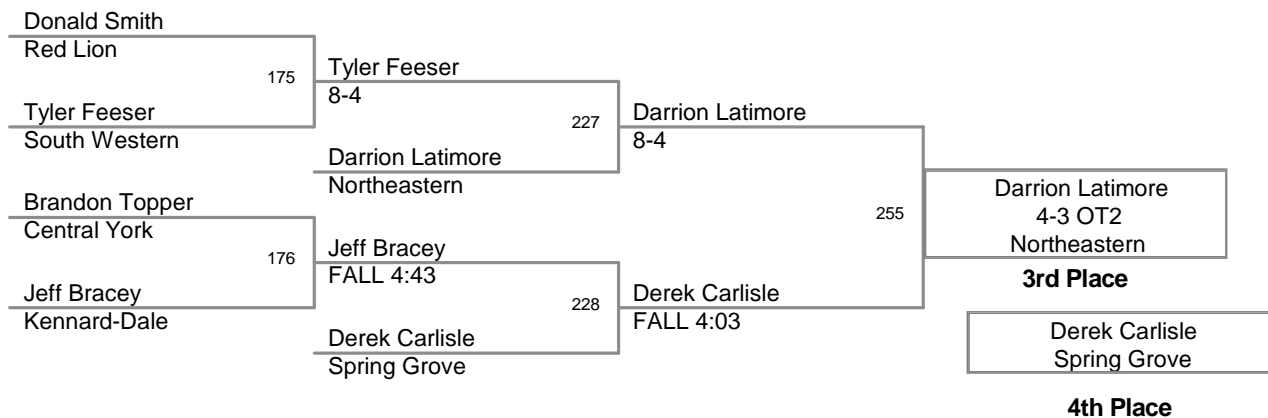 Donald Smith
Red Lion
175
Tyler Feeser
8-4
Tyler Feeser
South Western
227
Darrion Latimore
8-4
Darrion Latimore
Northeastern
Brandon Topper
Central York
255
Darrion Latimore
4-3 OT2
Northeastern
3rd Place
176
Jeff Bracey
FALL 4:43
Jeff Bracey
Kennard-Dale
228
Derek Carlisle
FALL 4:03
Derek Carlisle
Spring Grove
Derek Carlisle
Spring Grove
4th Place